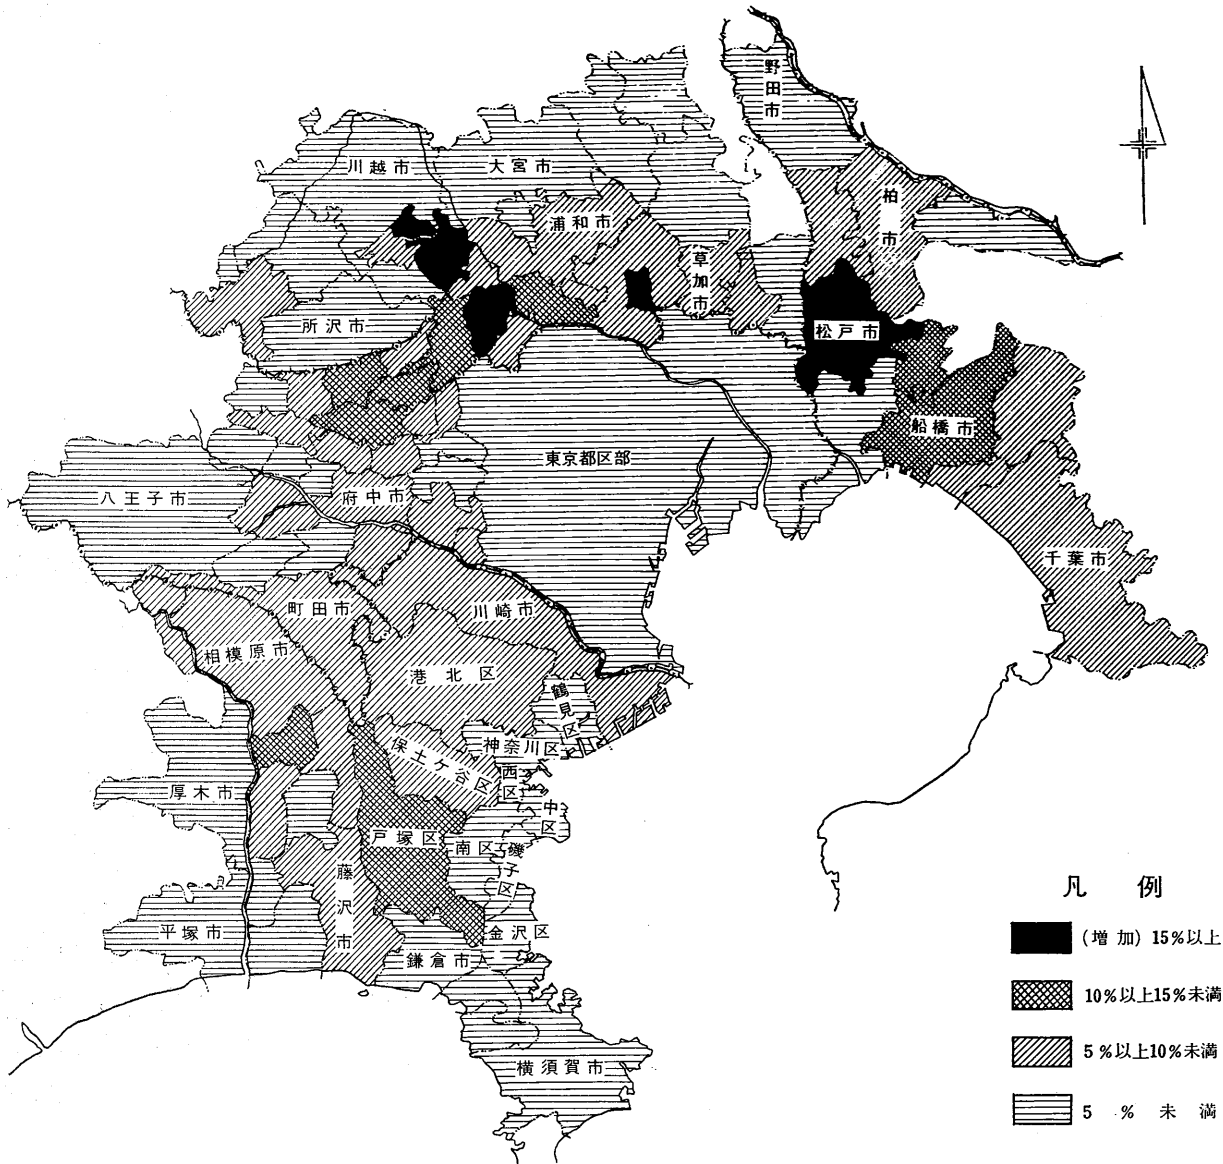 野田市
川越市
大宮市
柏市
浦和市
草加市
所沢市
松戸市
船橋市
東京都区部
八王子市
府中市
千葉市
町田市
川崎市
相模原市
港北区
鶴見区
保土ケ谷区
神奈川区
西区
厚木市
中区
戸塚区
南区
磯子区
藤沢市
平塚市
金沢区
鎌倉市
横須賀市
凡例
(増加)15%以上
10%以上15%未満
5%以上10%未満
5%未満